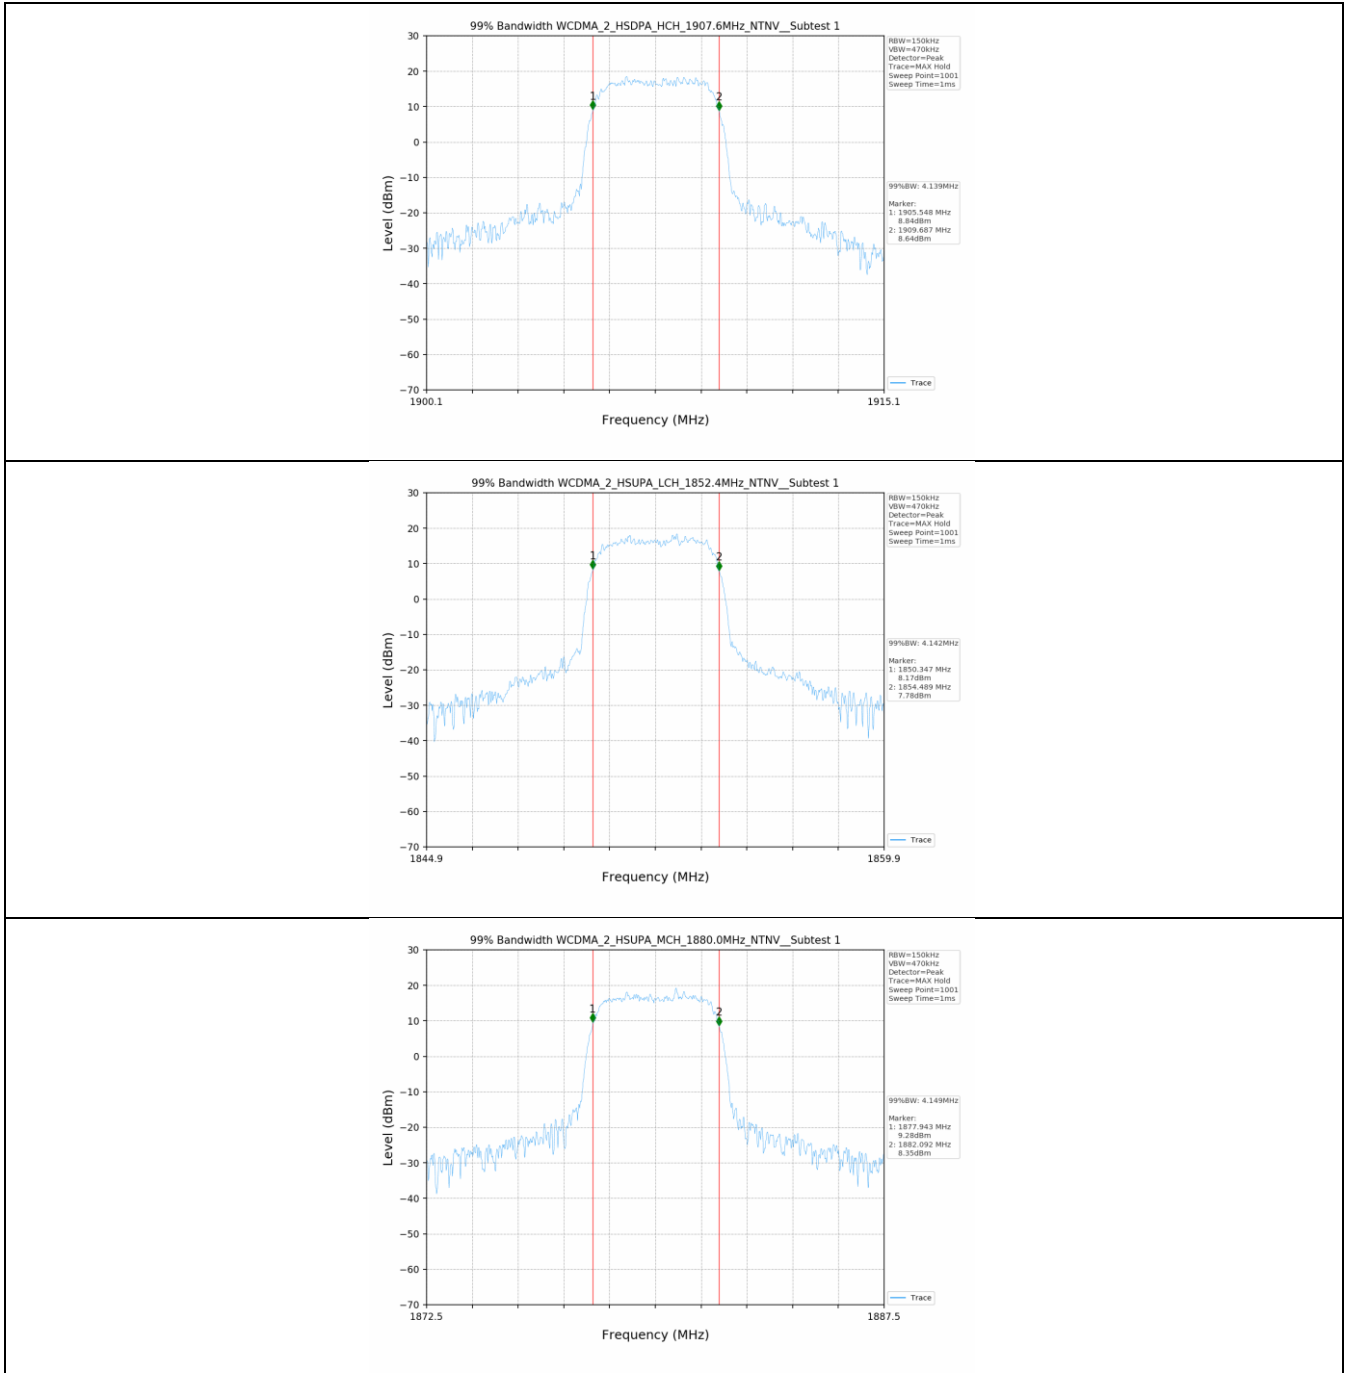 99% Bandwidth WCDMA_2_HSDPA_HCH_1907.6MHz_NTNV__Subtest 1
30
20
10
0
−10
−20
−30
−40
−50
−60
−70
Level (dBm)
1
2
1900.1
1915.1
Frequency (MHz)
RBW=150kHz
VBW=470kHz
Detector=Peak
Trace=MAX Hold
Sweep Point=1001
Sweep Time=1ms
99%BW: 4.139MHz
Marker:
1: 1905.548 MHz
8.84dBm
2: 1909.687 MHz
8.64dBm
Trace
99% Bandwidth WCDMA_2_HSUPA_LCH_1852.4MHz_NTNV__Subtest 1
30
20
10
0
−10
−20
−30
−40
−50
−60
−70
Level (dBm)
1
2
1844.9
1859.9
Frequency (MHz)
RBW=150kHz
VBW=470kHz
Detector=Peak
Trace=MAX Hold
Sweep Point=1001
Sweep Time=1ms
99%BW: 4.142MHz
Marker:
1: 1850.347 MHz
8.17dBm
2: 1854.489 MHz
7.78dBm
Trace
99% Bandwidth WCDMA_2_HSUPA_MCH_1880.0MHz_NTNV__Subtest 1
30
20
10
0
−10
−20
−30
−40
−50
−60
−70
Level (dBm)
1
2
1872.5
1887.5
Frequency (MHz)
RBW=150kHz
VBW=470kHz
Detector=Peak
Trace=MAX Hold
Sweep Point=1001
Sweep Time=1ms
99%BW: 4.149MHz
Marker:
1: 1877.943 MHz
9.28dBm
2: 1882.092 MHz
8.35dBm
Trace